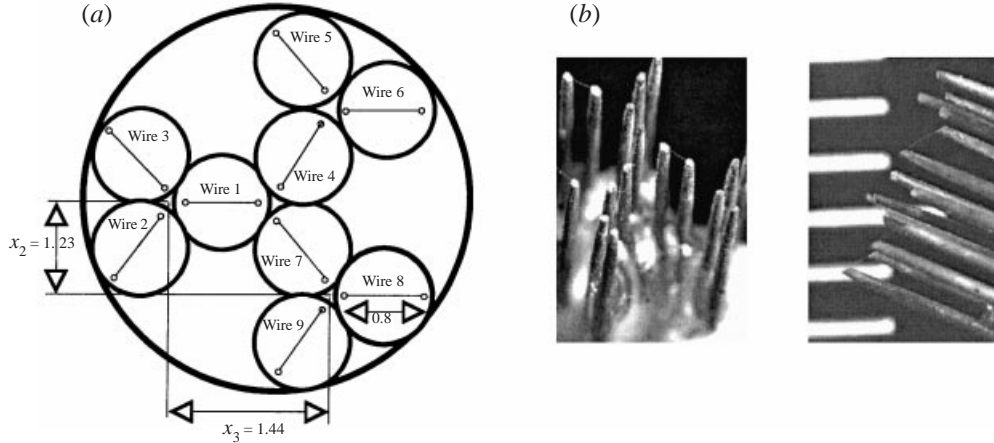 (a)
(b)
Wire 5
Wire 6
Wire 3
Wire 4
Wire 1
Wire 2
x2 = 1.23
Wire 7
Wire 8
0.8
Wire 9
x3 = 1.44